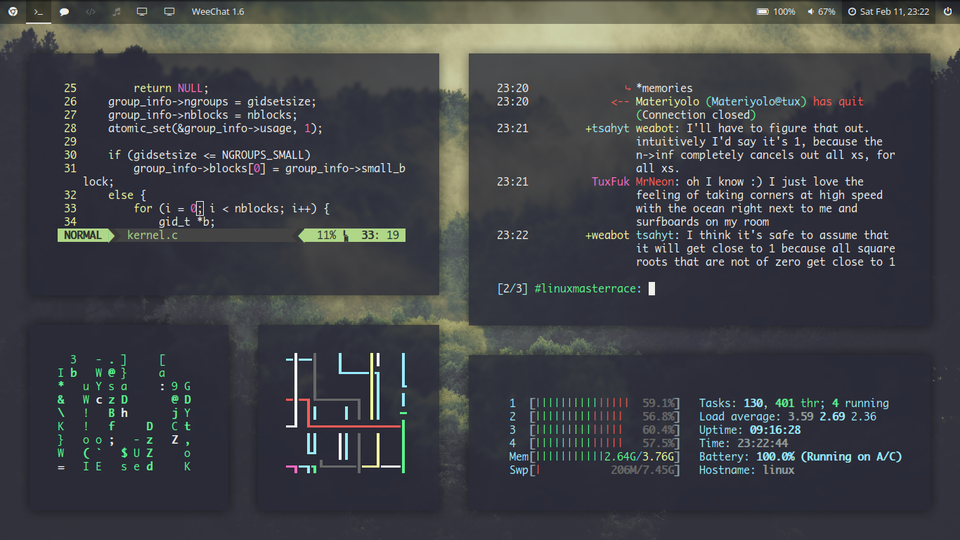 WeeChat 1.6
100%
67%
Sat Feb 11, 23:22
25 return NULL;
26 group_info->ngroups = gidsetsize;
27 group_info->nblocks = nblocks;
28 atomic_set(&group_info->usage, 1);
29
30 if (gidsetsize <= NGROUPS_SMALL)
31 group_info->blocks[0] = group_info->small_b
lock;
32 else {
33 for (i = 0; i < nblocks; i++) {
34 gid_t *b;
NORMAL kernel.c 11% 33: 19
23:20 *memories
23:20 <-- Materiyolo (Materiyolo@tux) has quit
(Connection closed)
23:21 +tsahyt weabot: I'll have to figure that out.
intuitively I'd say it's 1, because the
n->inf completely cancels out all xs, for
all xs.
23:21 TuxFuk MrNeon: oh I know :) I just love the
feeling of taking corners at high speed
with the ocean right next to me and
surfboards on my room
23:22 +weabot tsahyt: I think it's safe to assume that
it will get close to 1 because all square
roots that are not of zero get close to 1
[2/3] #linuxmasterrace:
3 - . ] [
I b W @ } a
* u Y s a : 9 G
& W c z D @ D
\ ! B h j Y
K ! f D C t
} o o ; - z Z ,
W ( ` $ U Z o
= I E s e d K
1 [|||||||||||||||| 59.1%]
2 [|||||||||||||||| 56.8%]
3 [|||||||||||||||| 60.4%]
4 [|||||||||||||||| 57.5%]
Mem[||||||||||||2.64G/3.76G]
Swp[| 206M/7.45G]
Tasks: 130, 401 thr; 4 running
Load average: 3.59 2.69 2.36
Uptime: 09:16:28
Time: 23:22:44
Battery: 100.0% (Running on A/C)
Hostname: linux